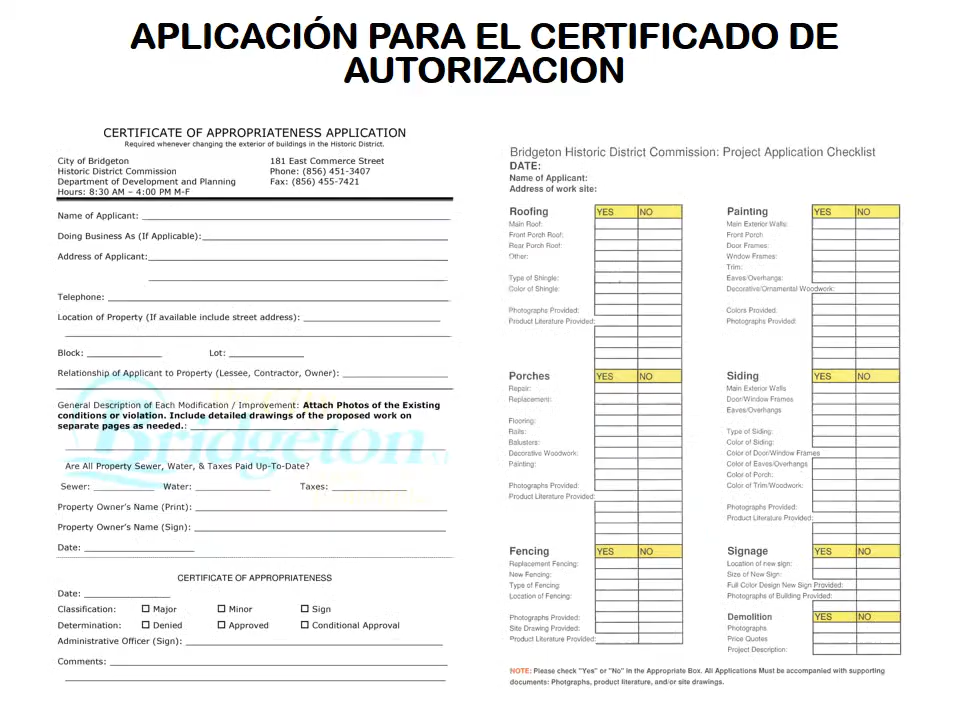 APLICACIÓN PARA EL CERTIFICADO DE
AUTORIZACION
CERTIFICATE OF APPROPRIATENESS APPLICATION
Required whenever changing the exterior of buildings in the Historic District.
City of Bridgeton 181 East Commerce Street
Historic District Commission Phone: (856) 451-3407
Department of Development and Planning Fax: (856) 455-7421
Hours: 8:30 AM – 4:00 PM M-F
Name of Applicant:
Doing Business As (If Applicable):
Address of Applicant:
Telephone:
Location of Property (If available include street address):
Block: Lot:
Relationship of Applicant to Property (Lessee, Contractor, Owner):
General Description of Each Modification / Improvement: Attach Photos of the Existing
conditions or violation. Include detailed drawings of the proposed work on
separate pages as needed.:
Bridgeton
Are All Property Sewer, Water, & Taxes Paid Up-To-Date?
Sewer: Water: Taxes:
Property Owner's Name (Print):
Property Owner's Name (Sign):
Date:
CERTIFICATE OF APPROPRIATENESS
Date:
Classification: Major Minor Sign
Determination: Denied Approved Conditional Approval
Administrative Officer (Sign):
Comments:
Bridgeton Historic District Commission: Project Application Checklist
DATE:
Name of Applicant:
Address of work site:
Roofing YES NO
Main Roof:
Front Porch Roof:
Rear Porch Roof:
Other:
Type of Shingle:
Color of Shingle:
Photographs Provided:
Product Literature Provided:
Porches YES NO
Repair:
Replacement:
Flooring:
Rails:
Balusters:
Decorative Woodwork:
Painting:
Photographs Provided:
Product Literature Provided:
Fencing YES NO
Replacement Fencing:
New Fencing:
Type of Fencing:
Location of Fencing:
Photographs Provided:
Site Drawing Provided:
Product Literature Provided:
Painting YES NO
Main Exterior Walls:
Front Porch
Door Frames:
Window Frames:
Trim:
Eaves/Overhangs:
Decorative/Ornamental Woodwork:
Colors Provided:
Photographs Provided:
Siding YES NO
Main Exterior Walls
Door/Window Frames
Eaves/Overhangs
Type of Siding:
Color of Siding:
Color of Door/Window Frames
Color of Eaves/Overhangs
Color of Porch:
Color of Trim/Woodwork:
Photographs Provided:
Product Literature Provided:
Signage YES NO
Location of new sign:
Size of New Sign:
Full Color Design New Sign Provided:
Photographs of Building Provided:
Demolition YES NO
Photographs
Price Quotes
Project Description:
NOTE: Please check "Yes" or "No" in the Appropriate Box. All Applications Must be accompanied with supporting
documents: Photgraphs, product literature, and/or site drawings.